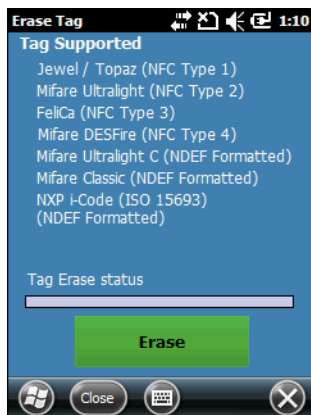 Erase Tag 1:10
Tag Supported
Jewel / Topaz (NFC Type 1)
Mifare Ultralight (NFC Type 2)
FeliCa (NFC Type 3)
Mifare DESFire (NFC Type 4)
Mifare Ultralight C (NDEF Formatted)
Mifare Classic (NDEF Formatted)
NXP i-Code (ISO 15693)
(NDEF Formatted)
Tag Erase status
Erase
Close